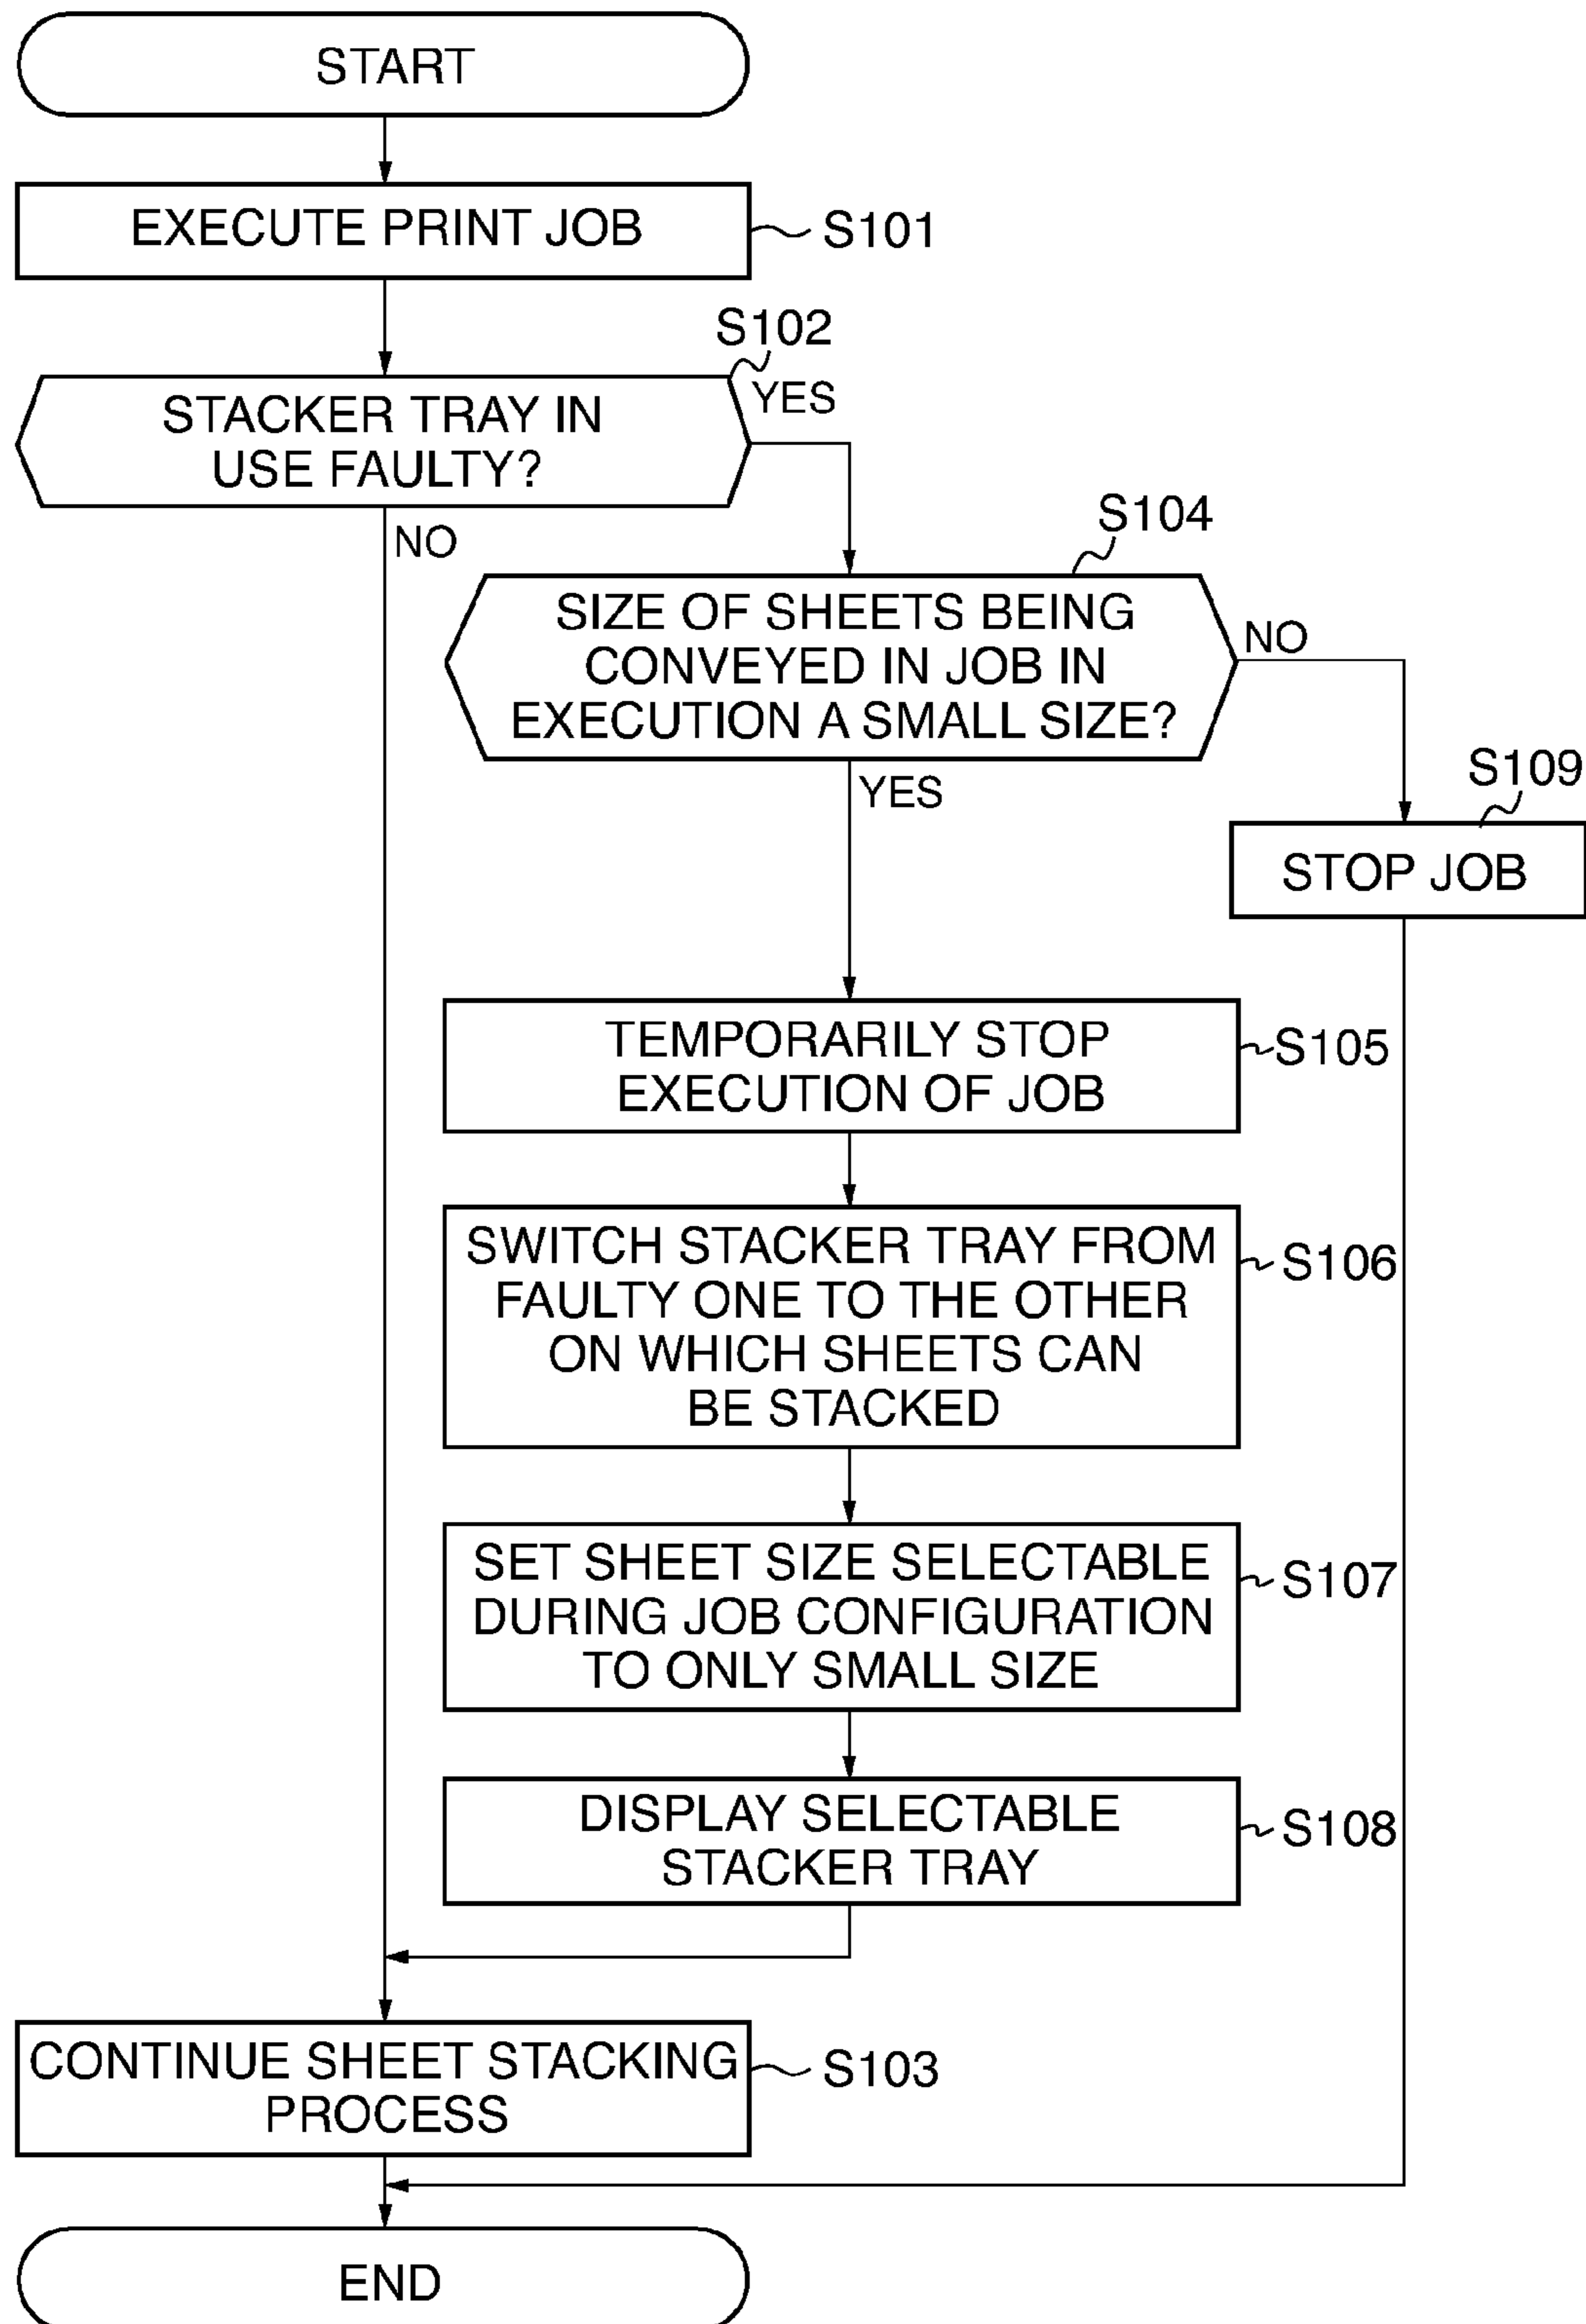 START
EXECUTE PRINT JOB
S101
S102
STACKER TRAY IN
USE FAULTY?
YES
NO
S104
SIZE OF SHEETS BEING
CONVEYED IN JOB IN
EXECUTION A SMALL SIZE?
NO
YES
S109
STOP JOB
TEMPORARILY STOP
EXECUTION OF JOB
S105
SWITCH STACKER TRAY FROM
FAULTY ONE TO THE OTHER
ON WHICH SHEETS CAN
BE STACKED
S106
SET SHEET SIZE SELECTABLE
DURING JOB CONFIGURATION
TO ONLY SMALL SIZE
S107
DISPLAY SELECTABLE
STACKER TRAY
S108
CONTINUE SHEET STACKING
PROCESS
S103
END